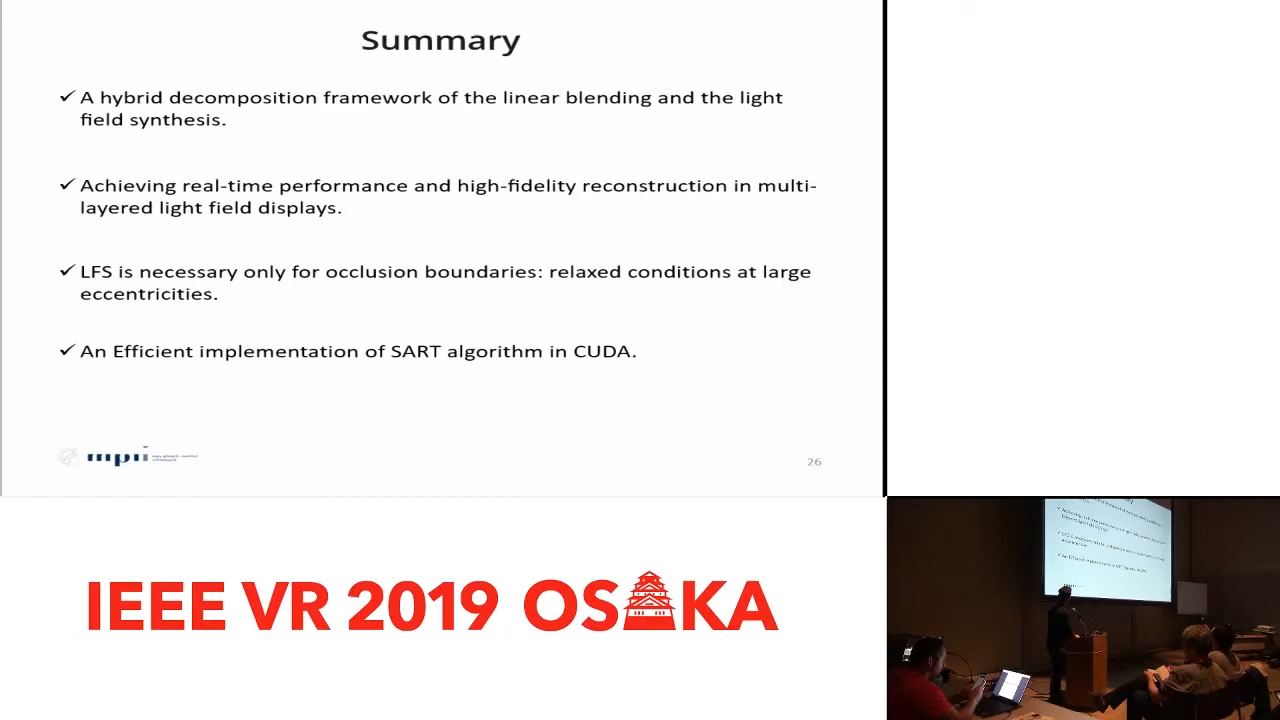 Summary
✓ A hybrid decomposition framework of the linear blending and the light
field synthesis.
✓ Achieving real-time performance and high-fidelity reconstruction in multi-
layered light field displays.
✓ LFS is necessary only for occlusion boundaries: relaxed conditions at large
eccentricities.
✓ An Efficient implementation of SART algorithm in CUDA.
mpii
26
IEEE VR 2019 OSAKA